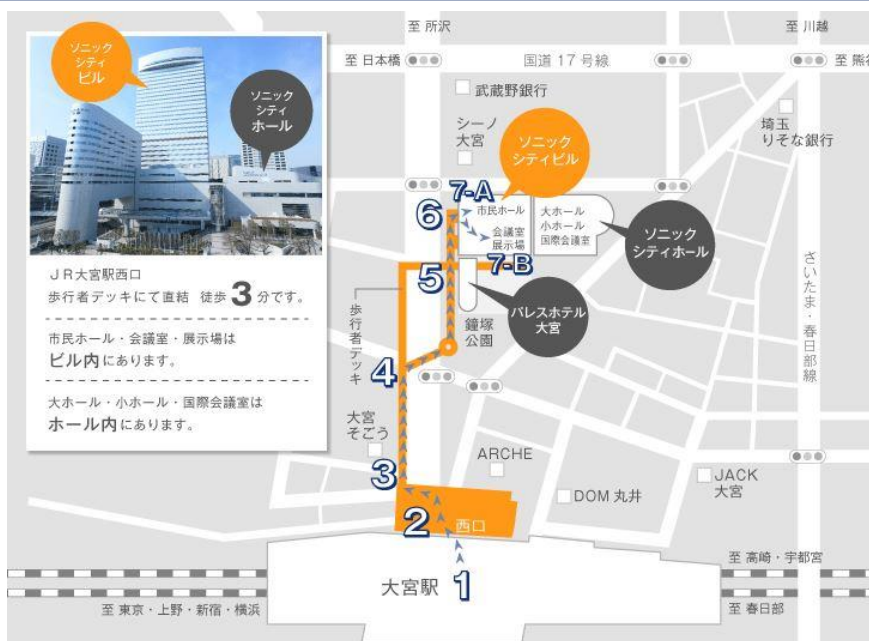 至 所沢
至 川越
至 日本橋
国道 17 号線
至 熊谷
ソニック
シティ
ビル
ソニック
シティ
ホール
武蔵野銀行
シーノ
大宮
埼玉
りそな銀行
ソニック
シティビル
7-A
6
市民ホール
会議室
展示場
大ホール
小ホール
国際会議室
ソニック
シティホール
7-B
5
JR大宮駅西口
歩行者デッキにて直結 徒歩 3 分です。
市民ホール・会議室・展示場は
ビル内にあります。
大ホール・小ホール・国際会議室は
ホール内にあります。
歩行者デッキ
鐘塚
公園
パレスホテル
大宮
さいたま・春日部線
4
大宮
そごう
3
ARCHE
JACK
大宮
DOM 丸井
2
西口
大宮駅
1
至 高崎・宇都宮
至 東京・上野・新宿・横浜
至 春日部